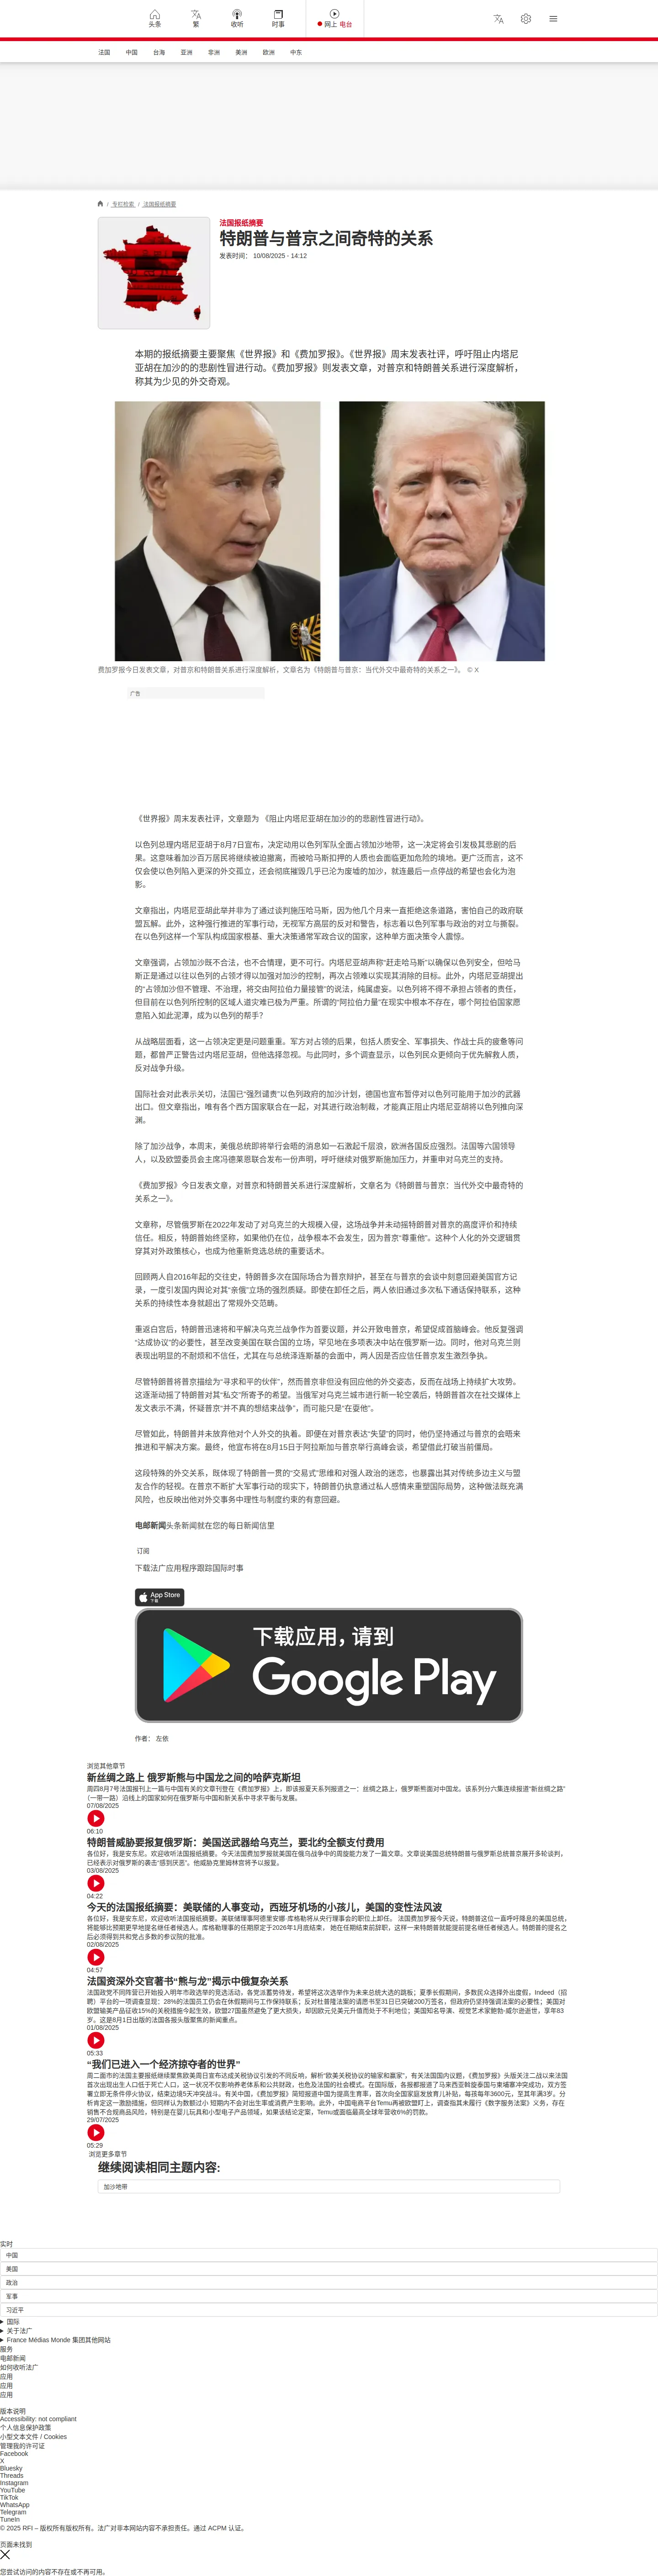 头条
繁
收听
时事
网上 电台
法国
中国
台海
亚洲
非洲
美洲
欧洲
中东
/ 专栏检索 / 法国报纸摘要
法国报纸摘要
特朗普与普京之间奇特的关系
发表时间： 10/08/2025 - 14:12
本期的报纸摘要主要聚焦《世界报》和《费加罗报》。《世界报》周末发表社评，呼吁阻止内塔尼
亚胡在加沙的的悲剧性冒进行动。《费加罗报》则发表文章，对普京和特朗普关系进行深度解析，
称其为少见的外交奇观。
费加罗报今日发表文章，对普京和特朗普关系进行深度解析，文章名为《特朗普与普京：当代外交中最奇特的关系之一》。 © X
广告
《世界报》周末发表社评，文章题为 《阻止内塔尼亚胡在加沙的的悲剧性冒进行动》。
以色列总理内塔尼亚胡于8月7日宣布，决定动用以色列军队全面占领加沙地带，这一决定将会引发极其悲剧的后
果。这意味着加沙百万居民将继续被迫撤离，而被哈马斯扣押的人质也会面临更加危险的境地。更广泛而言，这不
仅会使以色列陷入更深的外交孤立，还会彻底摧毁几乎已沦为废墟的加沙，就连最后一点停战的希望也会化为泡
影。
文章指出，内塔尼亚胡此举并非为了通过谈判施压哈马斯，因为他几个月来一直拒绝这条道路，害怕自己的政府联
盟瓦解。此外，这种强行推进的军事行动，无视军方高层的反对和警告，标志着以色列军事与政治的对立与撕裂。
在以色列这样一个军队构成国家根基、重大决策通常军政合议的国家，这种单方面决策令人震惊。
文章强调，占领加沙既不合法，也不合情理，更不可行。内塔尼亚胡声称“赶走哈马斯”以确保以色列安全，但哈马
斯正是通过以往以色列的占领才得以加强对加沙的控制，再次占领难以实现其消除的目标。此外，内塔尼亚胡提出
的“占领加沙但不管理、不治理，将交由阿拉伯力量接管”的说法，纯属虚妄。以色列将不得不承担占领者的责任，
但目前在以色列所控制的区域人道灾难已极为严重。所谓的“阿拉伯力量”在现实中根本不存在，哪个阿拉伯国家愿
意陷入如此泥潭，成为以色列的帮手？
从战略层面看，这一占领决定更是问题重重。军方对占领的后果，包括人质安全、军事损失、作战士兵的疲惫等问
题，都曾严正警告过内塔尼亚胡，但他选择忽视。与此同时，多个调查显示，以色列民众更倾向于优先解救人质，
反对战争升级。
国际社会对此表示关切，法国已“强烈谴责”以色列政府的加沙计划，德国也宣布暂停对以色列可能用于加沙的武器
出口。但文章指出，唯有各个西方国家联合在一起，对其进行政治制裁，才能真正阻止内塔尼亚胡将以色列推向深
渊。
除了加沙战争，本周末，美俄总统即将举行会晤的消息如一石激起千层浪，欧洲各国反应强烈。法国等六国领导
人，以及欧盟委员会主席冯德莱恩联合发布一份声明，呼吁继续对俄罗斯施加压力，并重申对乌克兰的支持。
《费加罗报》今日发表文章，对普京和特朗普关系进行深度解析，文章名为《特朗普与普京：当代外交中最奇特的
关系之一》。
文章称，尽管俄罗斯在2022年发动了对乌克兰的大规模入侵，这场战争并未动摇特朗普对普京的高度评价和持续
信任。相反，特朗普始终坚称，如果他仍在位，战争根本不会发生，因为普京“尊重他”。这种个人化的外交逻辑贯
穿其对外政策核心，也成为他重新竞选总统的重要话术。
回顾两人自2016年起的交往史，特朗普多次在国际场合为普京辩护，甚至在与普京的会谈中刻意回避美国官方记
录，一度引发国内舆论对其“亲俄”立场的强烈质疑。即使在卸任之后，两人依旧通过多次私下通话保持联系，这种
关系的持续性本身就超出了常规外交范畴。
重返白宫后，特朗普迅速将和平解决乌克兰战争作为首要议题，并公开致电普京，希望促成首脑峰会。他反复强调
“达成协议”的必要性，甚至改变美国在联合国的立场，罕见地在多项表决中站在俄罗斯一边。同时，他对乌克兰则
表现出明显的不耐烦和不信任，尤其在与总统泽连斯基的会面中，两人因是否应信任普京发生激烈争执。
尽管特朗普将普京描绘为“寻求和平的伙伴”，然而普京非但没有回应他的外交姿态，反而在战场上持续扩大攻势。
这逐渐动摇了特朗普对其“私交”所寄予的希望。当俄军对乌克兰城市进行新一轮空袭后，特朗普首次在社交媒体上
发文表示不满，怀疑普京“并不真的想结束战争”，而可能只是“在耍他”。
尽管如此，特朗普并未放弃他对个人外交的执着。即便在对普京表达“失望”的同时，他仍坚持通过与普京的会晤来
推进和平解决方案。最终，他宣布将在8月15日于阿拉斯加与普京举行高峰会谈，希望借此打破当前僵局。
这段特殊的外交关系，既体现了特朗普一贯的“交易式”思维和对强人政治的迷恋，也暴露出其对传统多边主义与盟
友合作的轻视。在普京不断扩大军事行动的现实下，特朗普仍执意通过私人感情来重塑国际局势，这种做法既充满
风险，也反映出他对外交事务中理性与制度约束的有意回避。
电邮新闻头条新闻就在您的每日新闻信里
订阅
下载法广应用程序跟踪国际时事
App Store
下载
下载应用，请到
Google Play
作者： 左依
浏览其他章节
新丝绸之路上 俄罗斯熊与中国龙之间的哈萨克斯坦
周四8月7号法国报刊上一篇与中国有关的文章刊登在《费加罗报》上，即该报夏天系列报道之一：丝绸之路上，俄罗斯熊面对中国龙。该系列分六集连续报道“新丝绸之路”
（一带一路）沿线上的国家如何在俄罗斯与中国和新关系中寻求平衡与发展。
07/08/2025
06:10
特朗普威胁要报复俄罗斯：美国送武器给乌克兰，要北约全额支付费用
各位好，我是安东尼。欢迎收听法国报纸摘要。今天法国费加罗报就美国在俄乌战争中的周旋能力发了一篇文章。文章说美国总统特朗普与俄罗斯总统普京展开多轮谈判，
已经表示对俄罗斯的袭击“感到厌恶”。他威胁克里姆林宫将予以报复。
03/08/2025
04:22
今天的法国报纸摘要：美联储的人事变动，西班牙机场的小孩儿，美国的变性法风波
各位好，我是安东尼，欢迎收听法国报纸摘要。美联储理事阿德里安娜·库格勒将从央行理事会的职位上卸任。 法国费加罗报今天说，特朗普这位一直呼吁降息的美国总统，
将能够比预期更早地提名继任者候选人。库格勒理事的任期原定于2026年1月底结束， 她在任期结束前辞职，这样一来特朗普就能提前提名继任者候选人。特朗普的提名之
后必须得到共和党占多数的参议院的批准。
02/08/2025
04:57
法国资深外交官著书“熊与龙”揭示中俄复杂关系
法国政党不同阵营已开始投入明年市政选举的竞选活动，各党派蓄势待发，希望将这次选举作为未来总统大选的跳板；夏季长假期间，多数民众选择外出度假，Indeed（招
聘）平台的一项调查显现：28%的法国员工仍会在休假期间与工作保持联系；反对杜普隆法案的请愿书至31日已突破200万签名，但政府仍坚持强调法案的必要性；美国对
欧盟输美产品征收15%的关税措施今起生效，欧盟27国虽然避免了更大损失，却因欧元兑美元升值而处于不利地位；美国知名导演、视觉艺术家鲍勃·威尔逊逝世，享年83
岁。这是8月1日出版的法国各报头版聚焦的新闻重点。
01/08/2025
05:33
“我们已进入一个经济掠夺者的世界”
周二面市的法国主要报纸继续聚焦欧美周日宣布达成关税协议引发的不同反响，解析“欧美关税协议的输家和赢家”，有关法国国内议题，《费加罗报》头版关注二战以来法国
首次出现出生人口低于死亡人口，这一状况不仅影响养老体系和公共财政，也危及法国的社会模式。在国际版，各报都报道了马来西亚斡旋泰国与柬埔寨冲突成功，双方签
署立即无条件停火协议，结束边境5天冲突战斗。有关中国，《费加罗报》简短报道中国为提高生育率，首次向全国家庭发放育儿补贴，每孩每年3600元，至其年满3岁。分
析肯定这一激励措施，但同样认为数额过小 短期内不会对出生率或消费产生影响。此外，中国电商平台Temu再被欧盟盯上，调查指其未履行《数字服务法案》义务，存在
销售不合规商品风险，特别是在婴儿玩具和小型电子产品领域，如果该结论定案，Temu或面临最高全球年营收6%的罚款。
29/07/2025
05:29
浏览更多章节
继续阅读相同主题内容:
加沙地带
实时
中国
美国
政治
军事
习近平
国际
关于法广
France Médias Monde 集团其他网站
服务
电邮新闻
如何收听法广
应用
应用
应用
版本说明
Accessibility: not compliant
个人信息保护政策
小型文本文件 / Cookies
管理我的许可证
Facebook
X
Bluesky
Threads
Instagram
YouTube
TikTok
WhatsApp
Telegram
TuneIn
© 2025 RFI – 版权所有版权所有。法广对非本网站内容不承担责任。通过 ACPM 认证。
页面未找到
您尝试访问的内容不存在或不再可用。